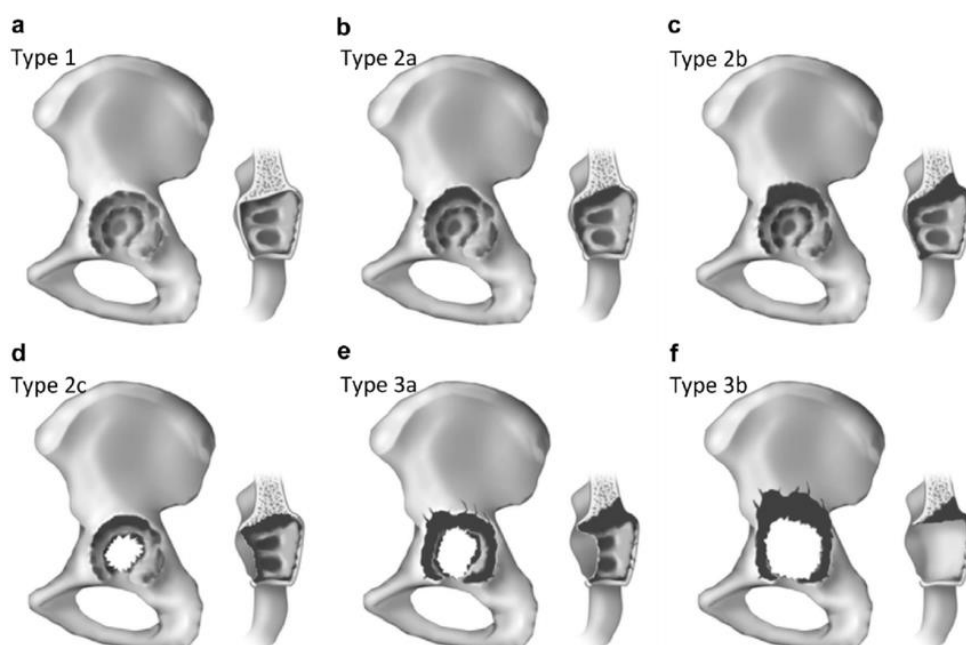 a
Type 1
b
Type 2a
c
Type 2b
d
Type 2c
e
Type 3a
f
Type 3b